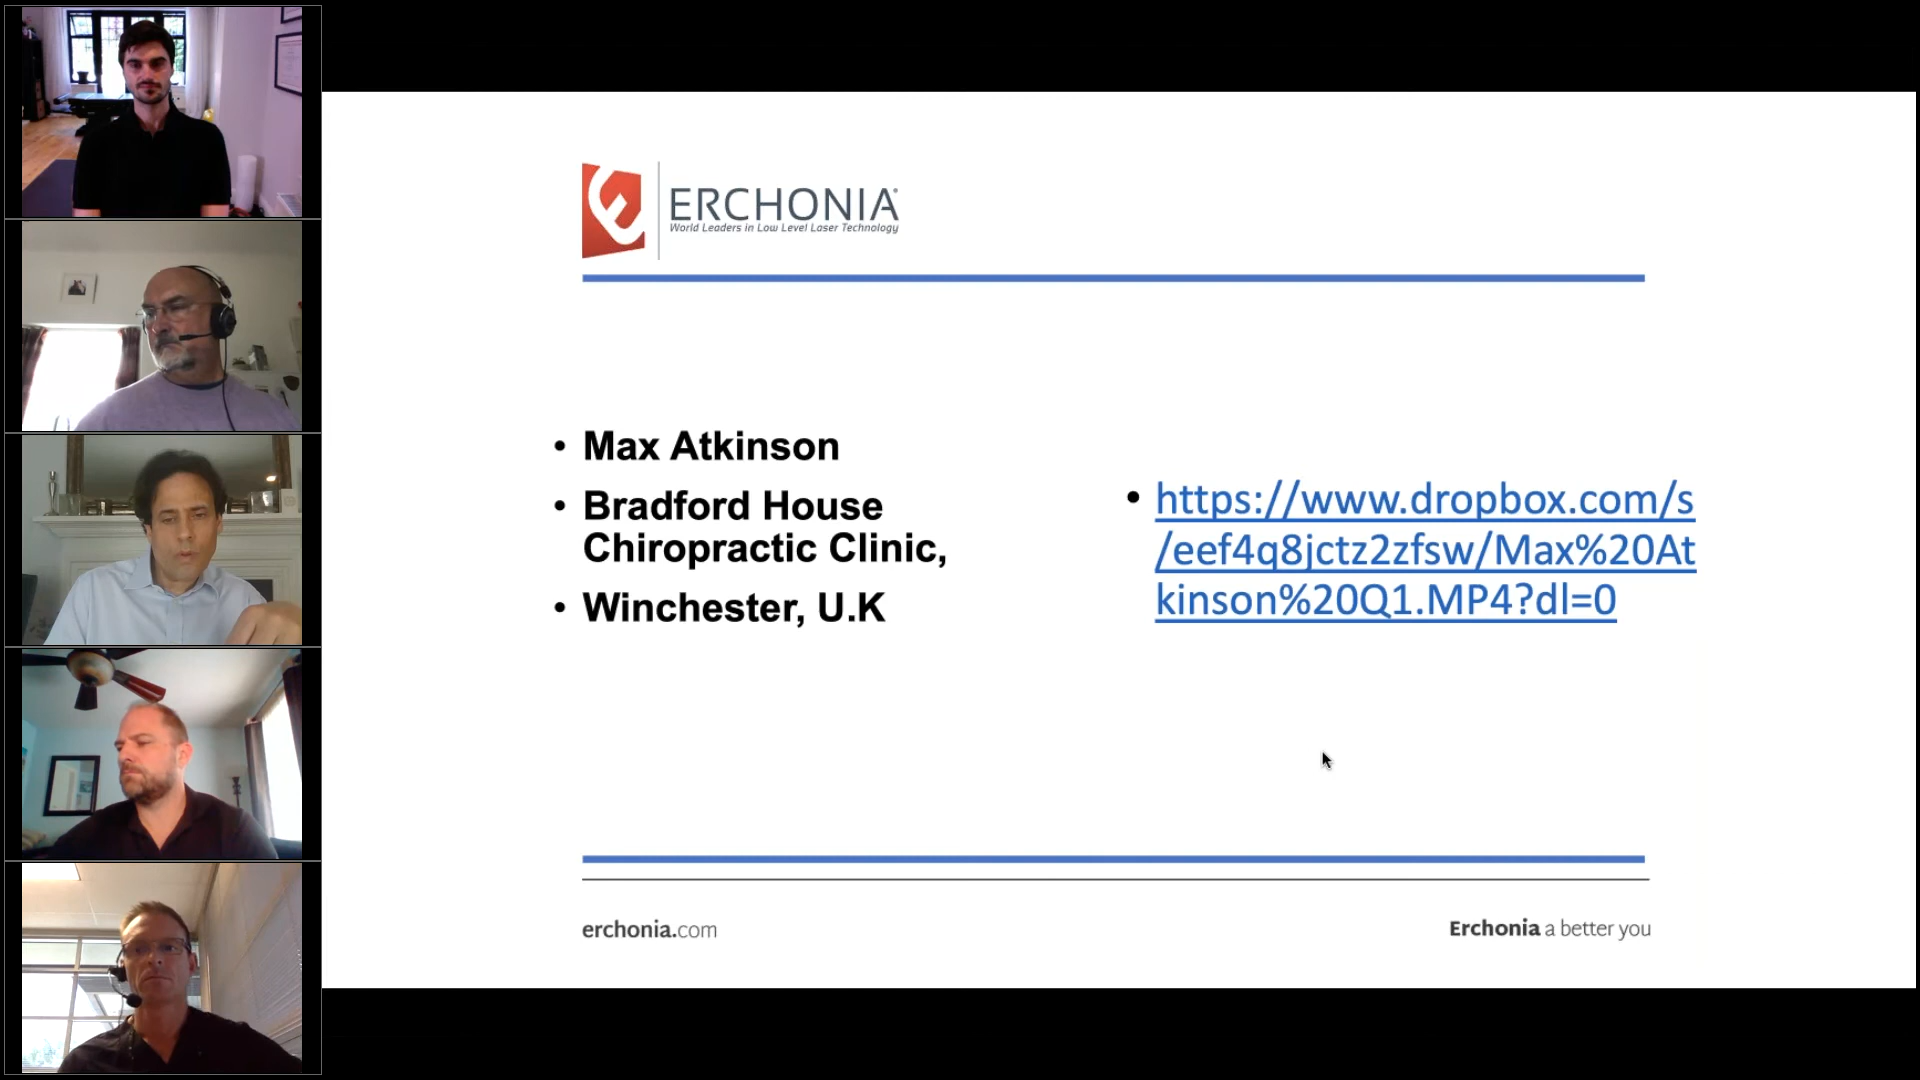 ERCHONIA®
World Leaders in Low Level Laser Technology
• Max Atkinson
• Bradford House
Chiropractic Clinic,
• Winchester, U.K
• https://www.dropbox.com/s
/eef4q8jctz2zfsw/Max%20At
kinson%20Q1.MP4?dl=0
erchonia.com
Erchonia a better you